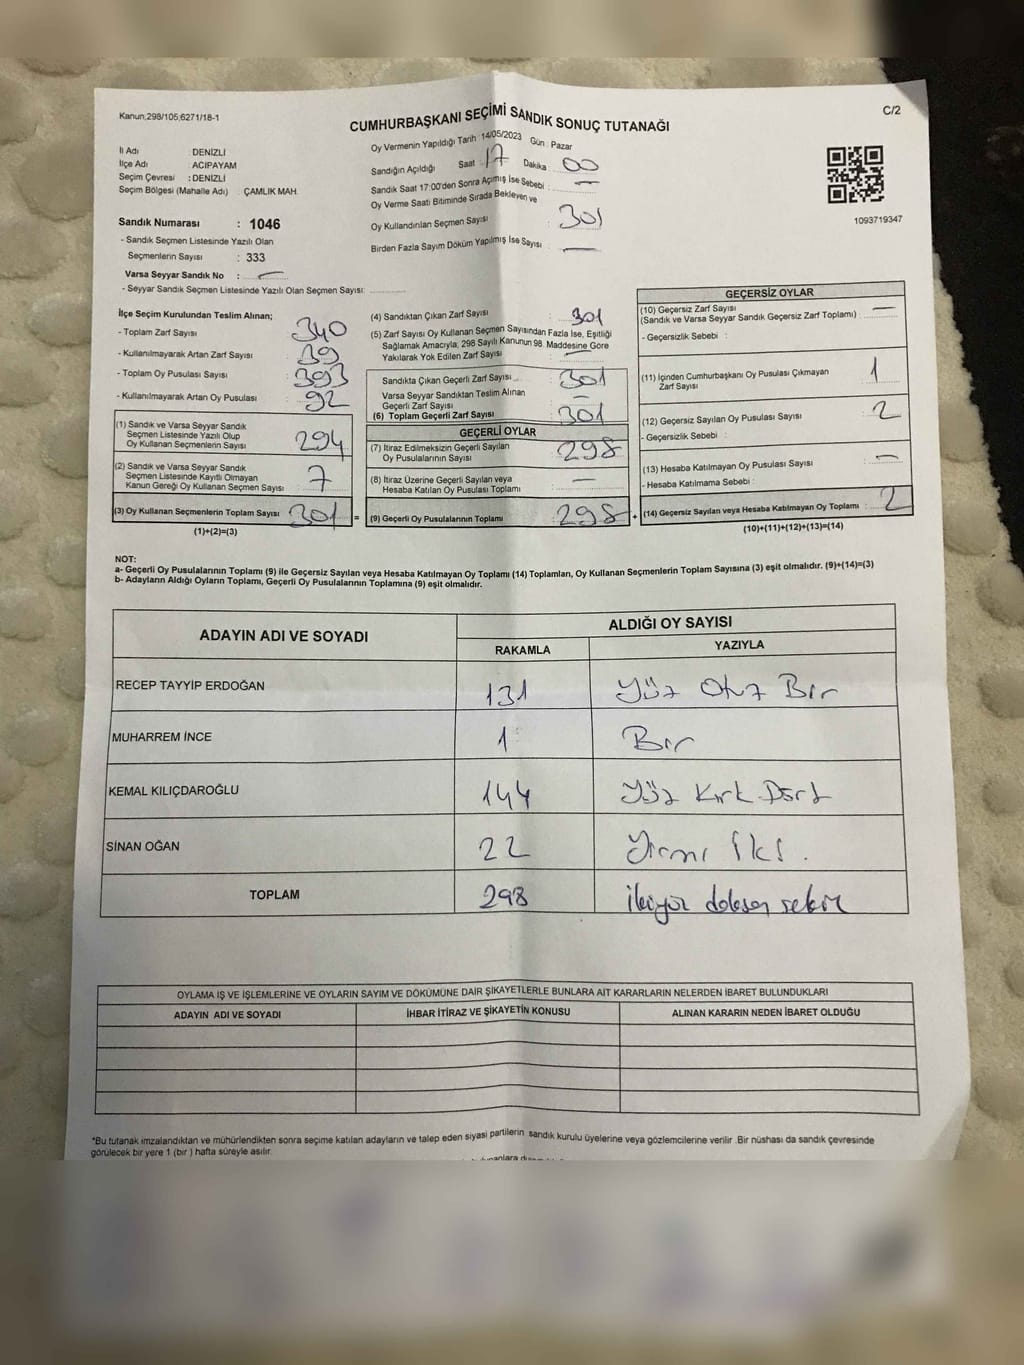 Kanun;298/105;6271/18-1
C/2
CUMHURBAŞKANI SEÇİMİ SANDIK SONUÇ TUTANAĞI
İl Adı : DENİZLİ
İlçe Adı : ACIPAYAM
Seçim Çevresi : DENİZLİ
Seçim Bölgesi (Mahalle Adı) ÇAMLIK MAH.
Sandık Numarası : 1046
- Sandık Seçmen Listesinde Yazılı Olan
Seçmenlerin Sayısı : 333
Varsa Seyyar Sandık No : —
- Seyyar Sandık Seçmen Listesinde Yazılı Olan Seçmen Sayısı:
Oy Vermenin Yapıldığı Tarih : 14/05/2023 Gün : Pazar
Sandığın Açıldığı Saat : 17 Dakika : 00
Sandık Saat 17:00'den Sonra Açımış İse Sebebi : —
Oy Verme Saati Bitiminde Sırada Bekleyen ve
Oy Kullandırılan Seçmen Sayısı : 301
Birden Fazla Sayım Döküm Yapılmış İse Sayısı : —
1093719347
İlçe Seçim Kurulundan Teslim Alınan;
- Toplam Zarf Sayısı : 340
- Kullanılmayarak Artan Zarf Sayısı : 39
- Toplam Oy Pusulası Sayısı : 393
- Kullanılmayarak Artan Oy Pusulası : 92
(1) Sandık ve Varsa Seyyar Sandık
Seçmen Listesinde Yazılı Olup
Oy Kullanan Seçmenlerin Sayısı : 294
(2) Sandık ve Varsa Seyyar Sandık
Seçmen Listesinde Kayıtlı Olmayan
Kanun Gereği Oy Kullanan Seçmen Sayısı : 7
(3) Oy Kullanan Seçmenlerin Toplam Sayısı : 301 =
(1)+(2)=(3)
(4) Sandıktan Çıkan Zarf Sayısı : 301
(5) Zarf Sayısı Oy Kullanan Seçmen Sayısından Fazla İse, Eşitliği
Sağlamak Amacıyla; 298 Sayılı Kanunun 98. Maddesine Göre
Yakılarak Yok Edilen Zarf Sayısı : —
Sandıkta Çıkan Geçerli Zarf Sayısı : 301
Varsa Seyyar Sandıktan Teslim Alınan
Geçerli Zarf Sayısı :
(6) Toplam Geçerli Zarf Sayısı : 301
GEÇERLİ OYLAR
(7) İtiraz Edilmeksizin Geçerli Sayılan
Oy Pusulalarının Sayısı : 298
(8) İtiraz Üzerine Geçerli Sayılan veya
Hesaba Katılan Oy Pusulası Toplamı : —
(9) Geçerli Oy Pusulalarının Toplamı : 298 +
GEÇERSİZ OYLAR
(10) Geçersiz Zarf Sayısı
(Sandık ve Varsa Seyyar Sandık Geçersiz Zarf Toplamı) : —
- Geçersizlik Sebebi :
(11) İçinden Cumhurbaşkanı Oy Pusulası Çıkmayan
Zarf Sayısı : 1
(12) Geçersiz Sayılan Oy Pusulası Sayısı : 2
- Geçersizlik Sebebi :
(13) Hesaba Katılmayan Oy Pusulası Sayısı : —
- Hesaba Katılmama Sebebi :
(14) Geçersiz Sayılan veya Hesaba Katılmayan Oy Toplamı : 2
(10)+(11)+(12)+(13)=(14)
NOT:
a- Geçerli Oy Pusulalarının Toplamı (9) ile Geçersiz Sayılan veya Hesaba Katılmayan Oy Toplamı (14) Toplamları, Oy Kullanan Seçmenlerin Toplam Sayısına (3) eşit olmalıdır. (9)+(14)=(3)
b- Adayların Aldığı Oyların Toplamı, Geçerli Oy Pusulalarının Toplamına (9) eşit olmalıdır.
ADAYIN ADI VE SOYADI ALDIĞI OY SAYISI
RAKAMLA YAZIYLA
RECEP TAYYİP ERDOĞAN 131 Yüz Otuz Bir
MUHARREM İNCE 1 Bir
KEMAL KILIÇDAROĞLU 144 Yüz Kırk Dört
SİNAN OĞAN 22 Yirmi İki.
TOPLAM 298 ikiyüz doksan sekiz
OYLAMA İŞ VE İŞLEMLERİNE VE OYLARIN SAYIM VE DÖKÜMÜNE DAİR ŞİKAYETLERLE BUNLARA AİT KARARLARIN NELERDEN İBARET BULUNDUKLARI
ADAYIN ADI VE SOYADI İHBAR İTİRAZ VE ŞİKAYETİN KONUSU ALINAN KARARIN NEDEN İBARET OLDUĞU
*Bu tutanak imzalandıktan ve mühürlendikten sonra seçime katılan adayların ve talep eden siyasi partilerin sandık kurulu üyelerine veya gözlemcilerine verilir .Bir nüshası da sandık çevresinde
görülecek bir yere 1 (bir ) hafta süreyle asılır.